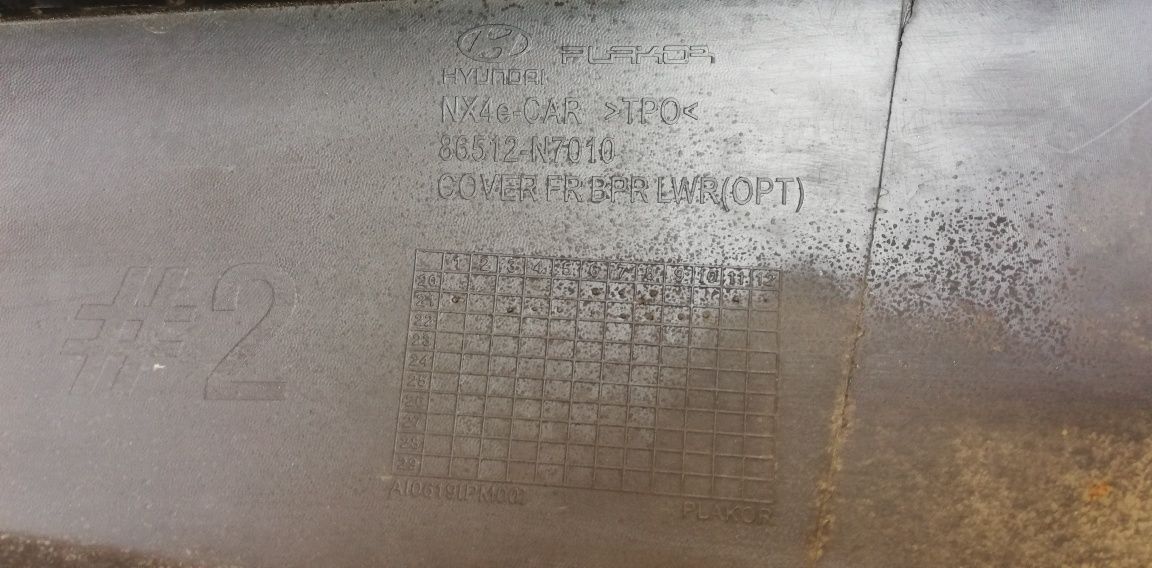 HYUNDAI PLAKOR
NX4e-CAR >TPO<
86512-N7010
COVER FR BPR LWR(OPT)
#2
1 2 3 4 5 6 7 8 9 10 11 12
20
21
22
23
24
25
26
27
28
29
PLAKOR